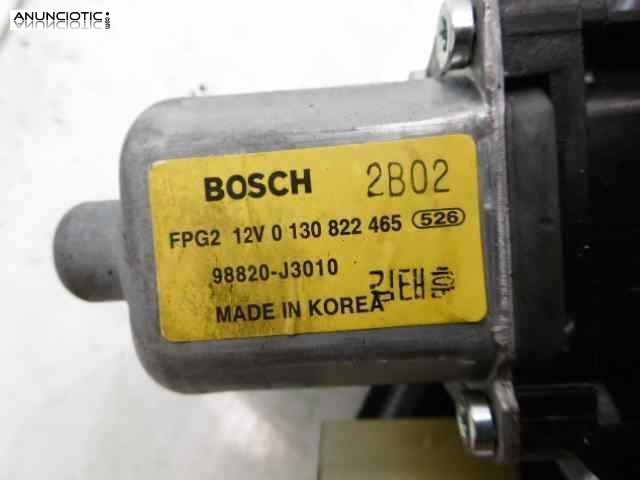 ANUNCIOTIC
BOSCH 2B02
FPG2 12V 0 130 822 465 526
98820-J3010
MADE IN KOREA